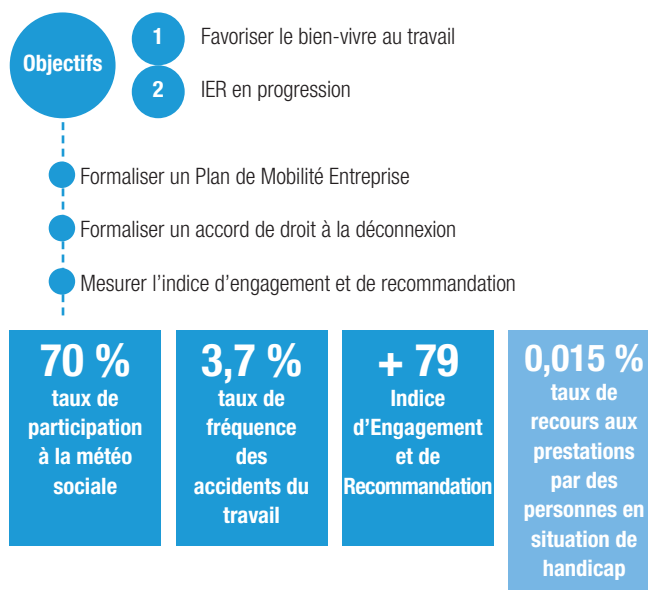 Objectifs
1 Favoriser le bien-vivre au travail
2 IER en progression
Formaliser un Plan de Mobilité Entreprise
Formaliser un accord de droit à la déconnexion
Mesurer l'indice d'engagement et de recommandation
70 %
taux de
participation
à la météo
sociale
3,7 %
taux de
fréquence
des
accidents du
travail
+ 79
Indice
d'Engagement
et de
Recommandation
0,015 %
taux de
recours aux
prestations
par des
personnes en
situation de
handicap